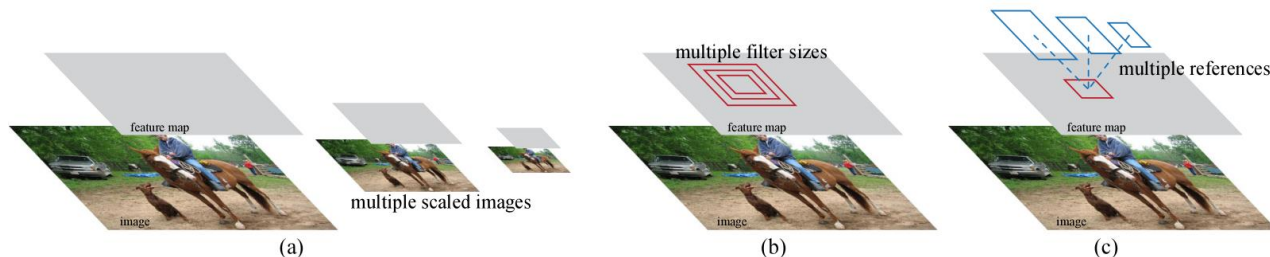 multiple filter sizes
multiple references
feature map
feature map
feature map
multiple scaled images
image
image
image
(a)
(b)
(c)